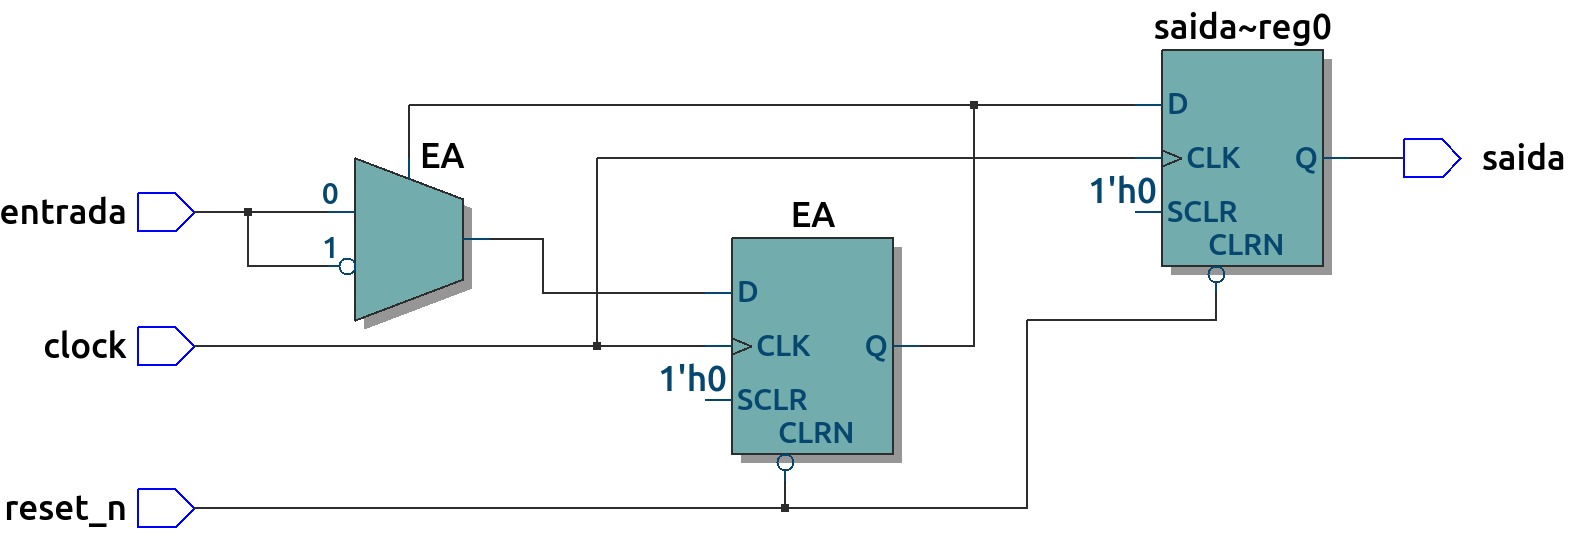 saida~reg0
D
EA
CLK
Q
saida
0
1'h0
entrada
SCLR
EA
1
CLRN
D
clock
CLK
Q
1'h0
SCLR
CLRN
reset_n